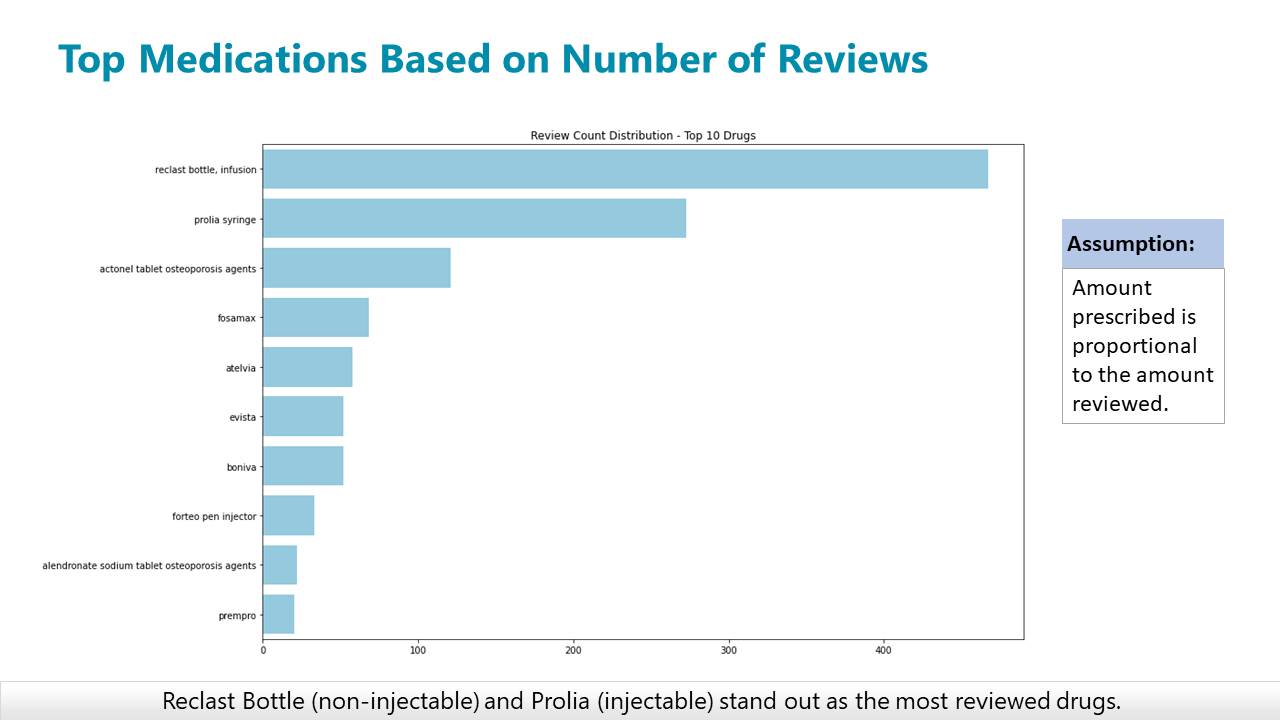 Top Medications Based on Number of Reviews
Review Count Distribution - Top 10 Drugs
reclast bottle, infusion
prolia syringe
actonel tablet osteoporosis agents
fosamax
atelvia
evista
boniva
forteo pen injector
alendronate sodium tablet osteoporosis agents
prempro
0 100 200 300 400
Assumption:
Amount
prescribed is
proportional
to the amount
reviewed.
Reclast Bottle (non-injectable) and Prolia (injectable) stand out as the most reviewed drugs.